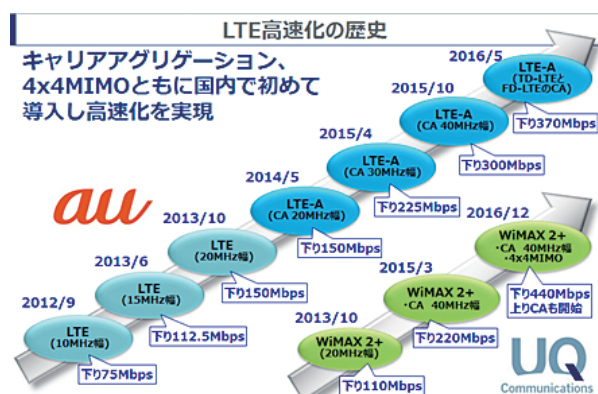 LTE高速化の歴史
キャリアアグリゲーション、
4x4MIMOともに国内で初めて
導入し高速化を実現
au
2012/9
LTE
(10MHz幅)
下り75Mbps
2013/6
LTE
(15MHz幅)
下り112.5Mbps
2013/10
LTE
(20MHz幅)
下り150Mbps
2014/5
LTE-A
(CA 20MHz幅)
下り150Mbps
2015/4
LTE-A
(CA 30MHz幅)
下り225Mbps
2015/10
LTE-A
(CA 40MHz幅)
下り300Mbps
2016/5
LTE-A
(TD-LTEと
FD-LTEのCA)
下り370Mbps
2013/10
WiMAX 2+
(20MHz幅)
下り110Mbps
2015/3
WiMAX 2+
・CA 40MHz幅
下り220Mbps
2016/12
WiMAX 2+
・CA 40MHz幅
・4x4MIMO
下り440Mbps
上りCAも開始
UQ
Communications